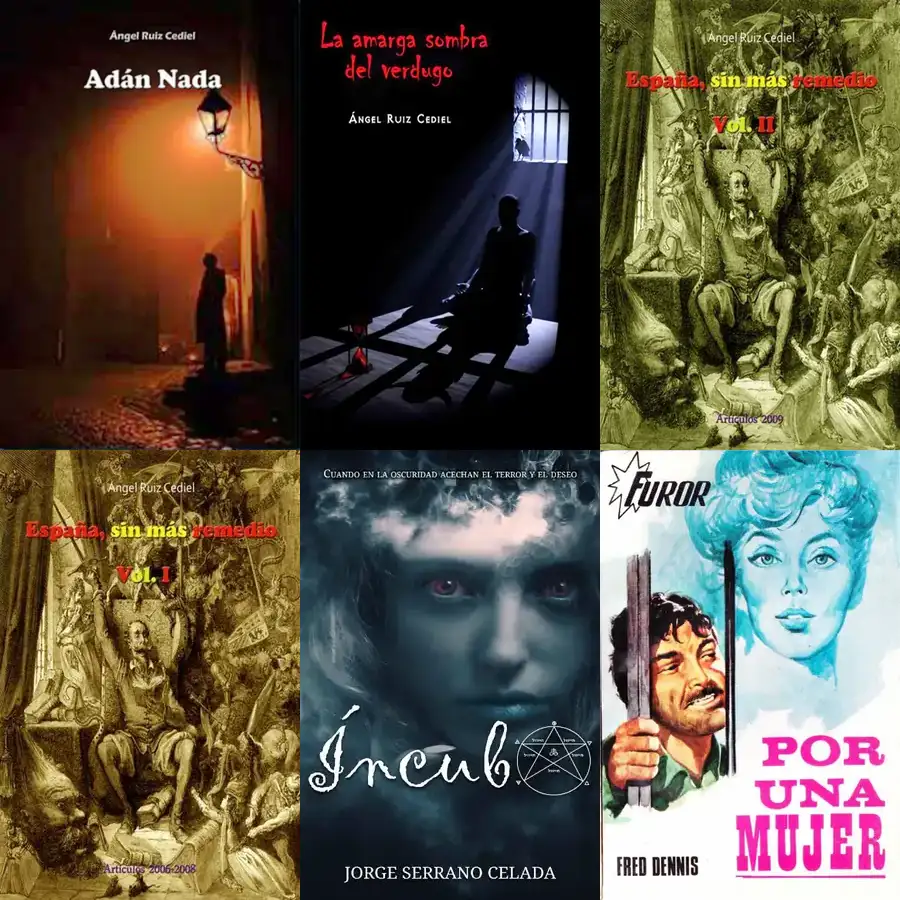 Ángel Ruiz Cediel
Adán Nada
La amarga sombra
del verdugo
Ángel Ruiz Cediel
Ángel Ruiz Cediel
España, sin más remedio
Vol. II
Artículos 2009
Ángel Ruiz Cediel
España, sin más remedio
Vol. I
Artículos 2006-2008
Cuando en la oscuridad acechan el terror y el deseo
Íncubo
JORGE SERRANO CELADA
FUROR
POR
UNA
MUJER
FRED DENNIS